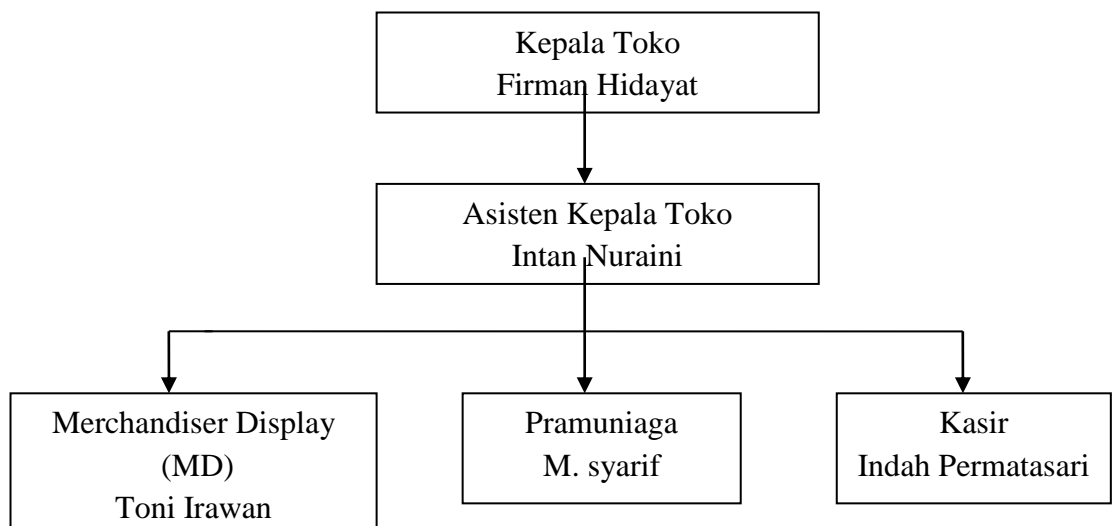 Kepala Toko
Firman Hidayat
Asisten Kepala Toko
Intan Nuraini
Merchandiser Display
(MD)
Toni Irawan
Pramuniaga
M. syarif
Kasir
Indah Permatasari